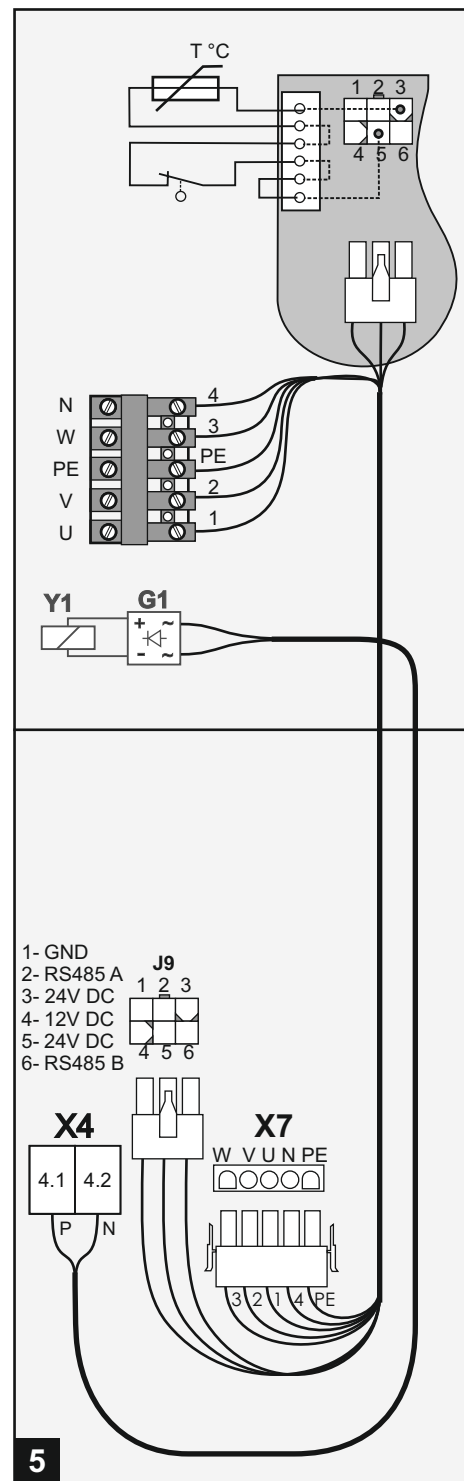 T °C
1 2 3
4 5 6
N 4
W 3
PE PE
V 2
U 1
Y1 G1
+ ~
- ~
1- GND
2- RS485 A
3- 24V DC
4- 12V DC
5- 24V DC
6- RS485 B
J9
1 2 3
4 5 6
X4
4.1 4.2
P N
X7
W V U N PE
3 2 1 4 PE
5